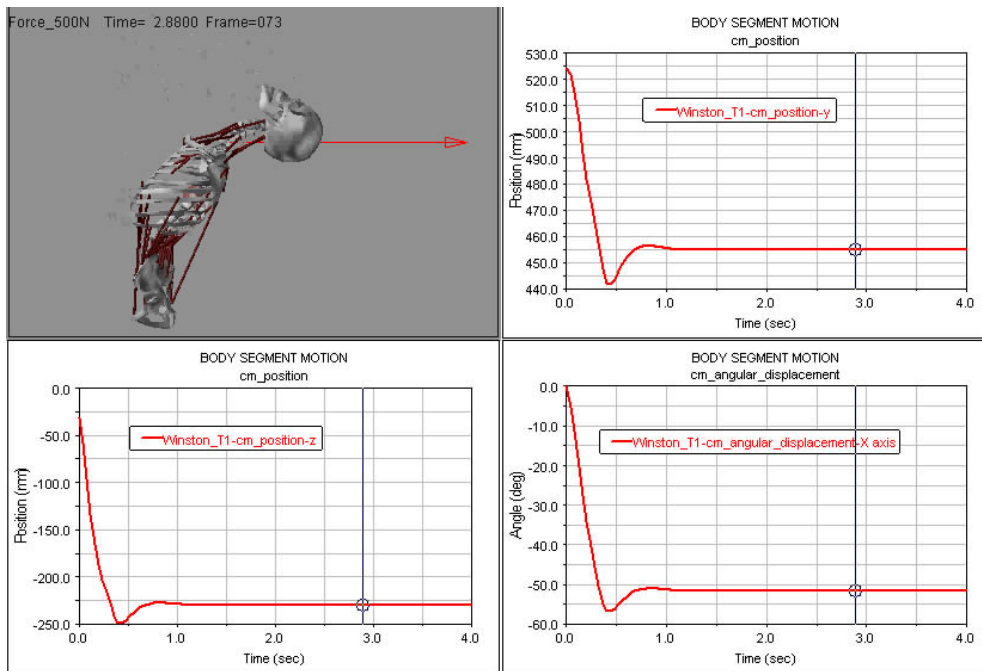 Force_500N Time= 2.8800 Frame=073
BODY SEGMENT MOTION
cm_position
530.0
520.0
510.0
500.0
490.0
480.0
470.0
460.0
450.0
440.0
Position (mm)
Winston_T1-cm_position-y
0.0 1.0 2.0 3.0 4.0
Time (sec)
BODY SEGMENT MOTION
cm_position
0.0
-50.0
-100.0
-150.0
-200.0
-250.0
Position (mm)
Winston_T1-cm_position-z
0.0 1.0 2.0 3.0 4.0
Time (sec)
BODY SEGMENT MOTION
cm_angular_displacement
0.0
-10.0
-20.0
-30.0
-40.0
-50.0
-60.0
Angle (deg)
Winston_T1-cm_angular_displacement-X axis
0.0 1.0 2.0 3.0 4.0
Time (sec)